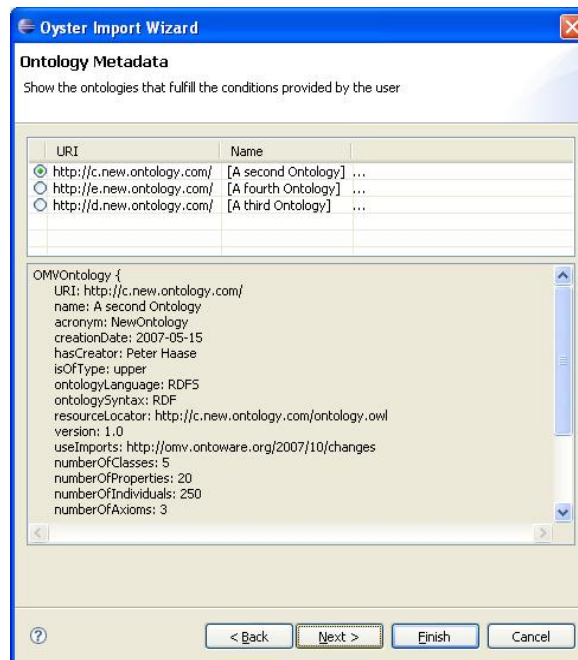 Oyster Import Wizard
Ontology Metadata
Show the ontologies that fulfill the conditions provided by the user
URI Name
http://c.new.ontology.com/ [A second Ontology] ...
http://e.new.ontology.com/ [A fourth Ontology] ...
http://d.new.ontology.com/ [A third Ontology] ...
OMVOntology {
URI: http://c.new.ontology.com/
name: A second Ontology
acronym: NewOntology
creationDate: 2007-05-15
hasCreator: Peter Haase
isOfType: upper
ontologyLanguage: RDFS
ontologySyntax: RDF
resourceLocator: http://c.new.ontology.com/ontology.owl
version: 1.0
useImports: http://omv.ontoware.org/2007/10/changes
numberOfClasses: 5
numberOfProperties: 20
numberOfIndividuals: 250
numberOfAxioms: 3
? < Back Next > Finish Cancel